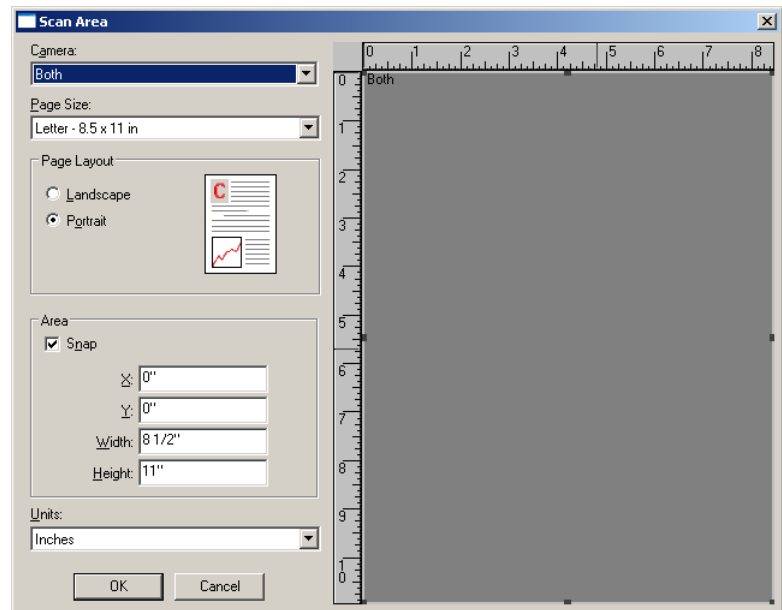 Scan Area
Camera:
Both
Page Size:
Letter - 8.5 x 11 in
Page Layout
Landscape
Portrait
C
Area
Snap
X: 0"
Y: 0"
Width: 8 1/2"
Height: 11"
Units:
Inches
OK Cancel
0 1 2 3 4 5 6 7 8
Both
0
1
2
3
4
5
6
7
8
9
10